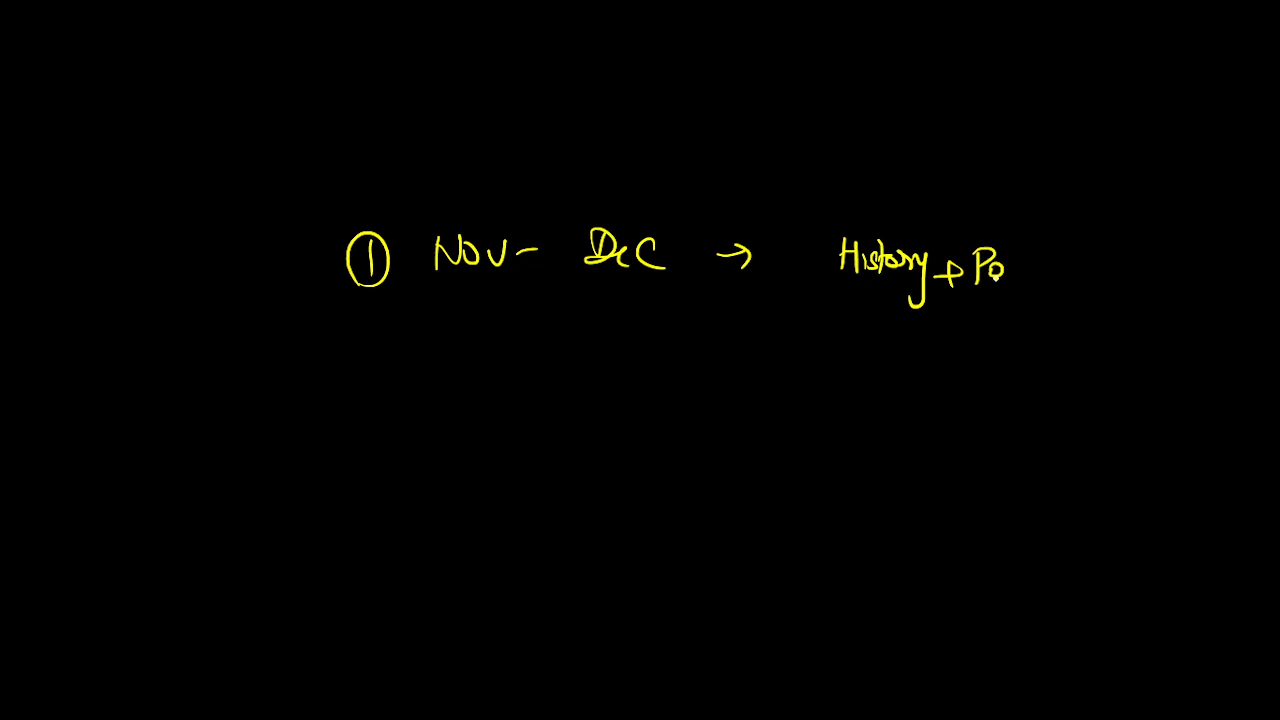 ① Nov - Dec → History + Po